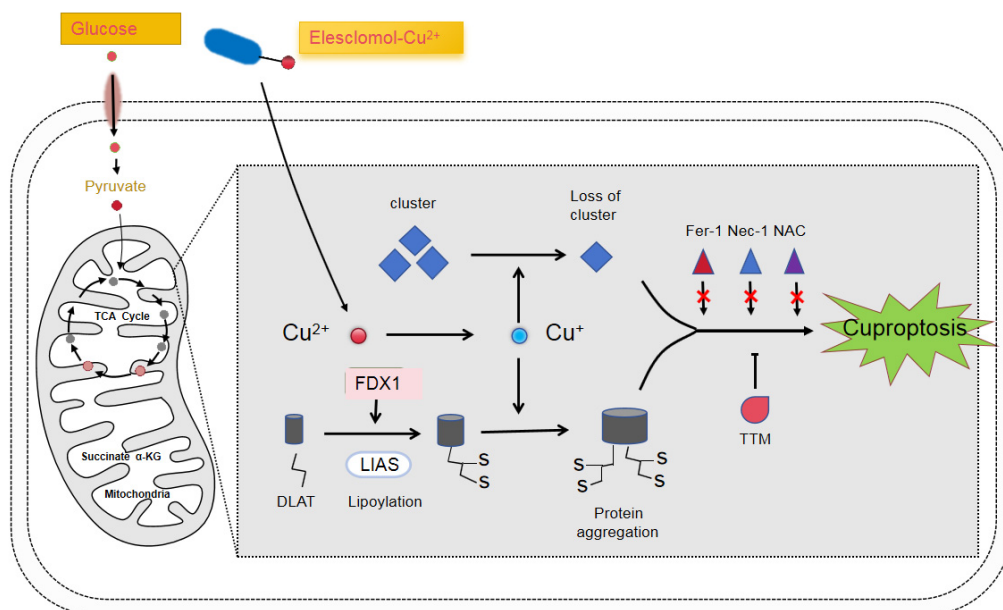 Glucose
Elesclomol-Cu²⁺
Pyruvate
TCA Cycle
Succinate α-KG
Mitochondria
cluster
Loss of
cluster
Fer-1 Nec-1 NAC
Cu²⁺
Cu⁺
Cuproptosis
FDX1
LIAS
TTM
DLAT
Lipoylation
S
S
S
S
S
S
Protein
aggregation